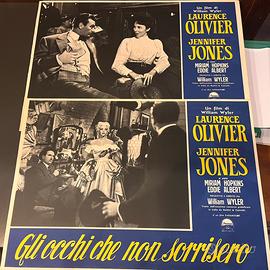 Un film di
William Wyler
LAURENCE
OLIVIER
JENNIFER
JONES
MIRIAM HOPKINS
EDDIE ALBERT
William WYLER
Un film di
William Wyler
LAURENCE
OLIVIER
JENNIFER
JONES
MIRIAM HOPKINS
EDDIE ALBERT
William WYLER
Gli occhi che non sorrisero